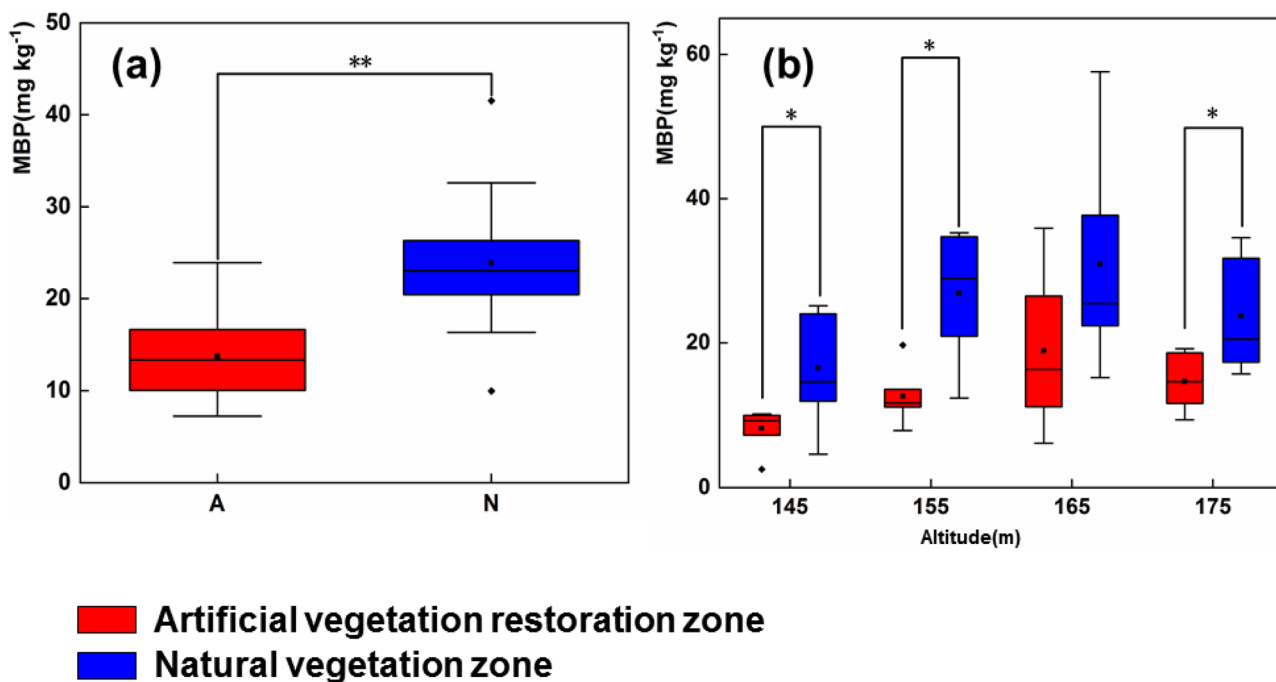 (a)
MBP(mg kg-1)
50
40
30
20
10
0
**
A
N
(b)
MBP(mg kg-1)
60
40
20
0
*
*
*
145
155
165
175
Altitude(m)
Artificial vegetation restoration zone
Natural vegetation zone